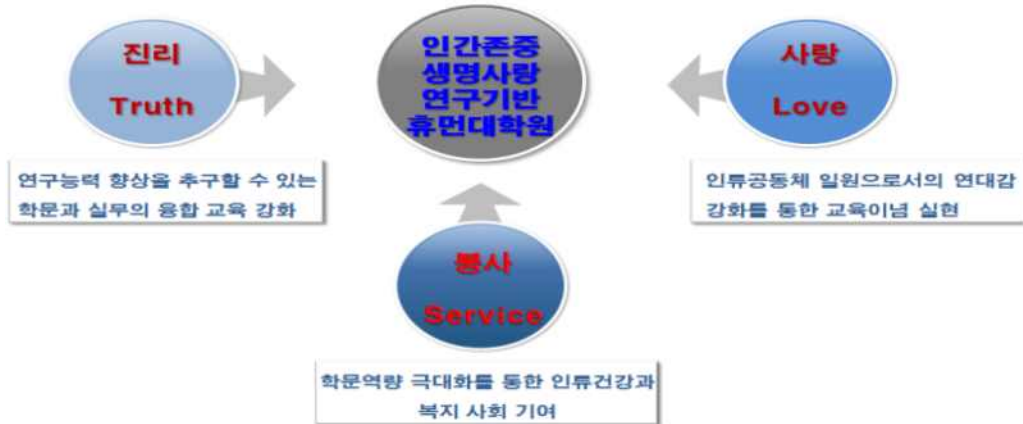 진리
Truth
연구능력 향상을 추구할 수 있는
학문과 실무의 융합 교육 강화
인간존중
생명사랑
연구기반
휴먼대학원
사랑
Love
인류공동체 일원으로서의 연대감
강화를 통한 교육이념 실현
봉사
Service
학문역량 극대화를 통한 인류건강과
복지 사회 기여